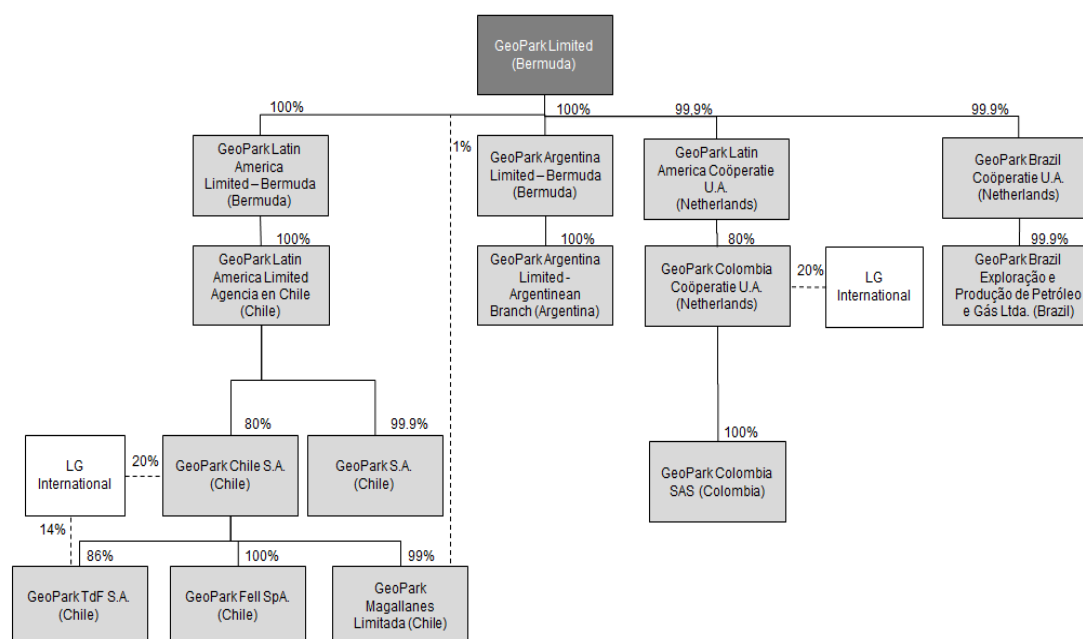 GeoPark Limited
(Bermuda)
100%
100%
99.9%
99.9%
1%
GeoPark Latin
America
Limited – Bermuda
(Bermuda)
GeoPark Argentina
Limited – Bermuda
(Bermuda)
GeoPark Latin
America Coöperatie
U.A.
(Netherlands)
GeoPark Brazil
Coöperatie U.A.
(Netherlands)
100%
100%
80%
99.9%
GeoPark Latin
America Limited
Agencia en Chile
(Chile)
GeoPark Argentina
Limited -
Argentinean
Branch (Argentina)
GeoPark Colombia
Coöperatie U.A.
(Netherlands)
20%
LG
International
GeoPark Brazil
Exploração e
Produção de Petróleo
e Gás Ltda. (Brazil)
80%
99.9%
100%
LG
International
20%
GeoPark Chile S.A.
(Chile)
GeoPark S.A.
(Chile)
GeoPark Colombia
SAS (Colombia)
14%
86%
100%
99%
GeoPark TdF S.A.
(Chile)
GeoPark Fell SpA.
(Chile)
GeoPark
Magallanes
Limitada (Chile)